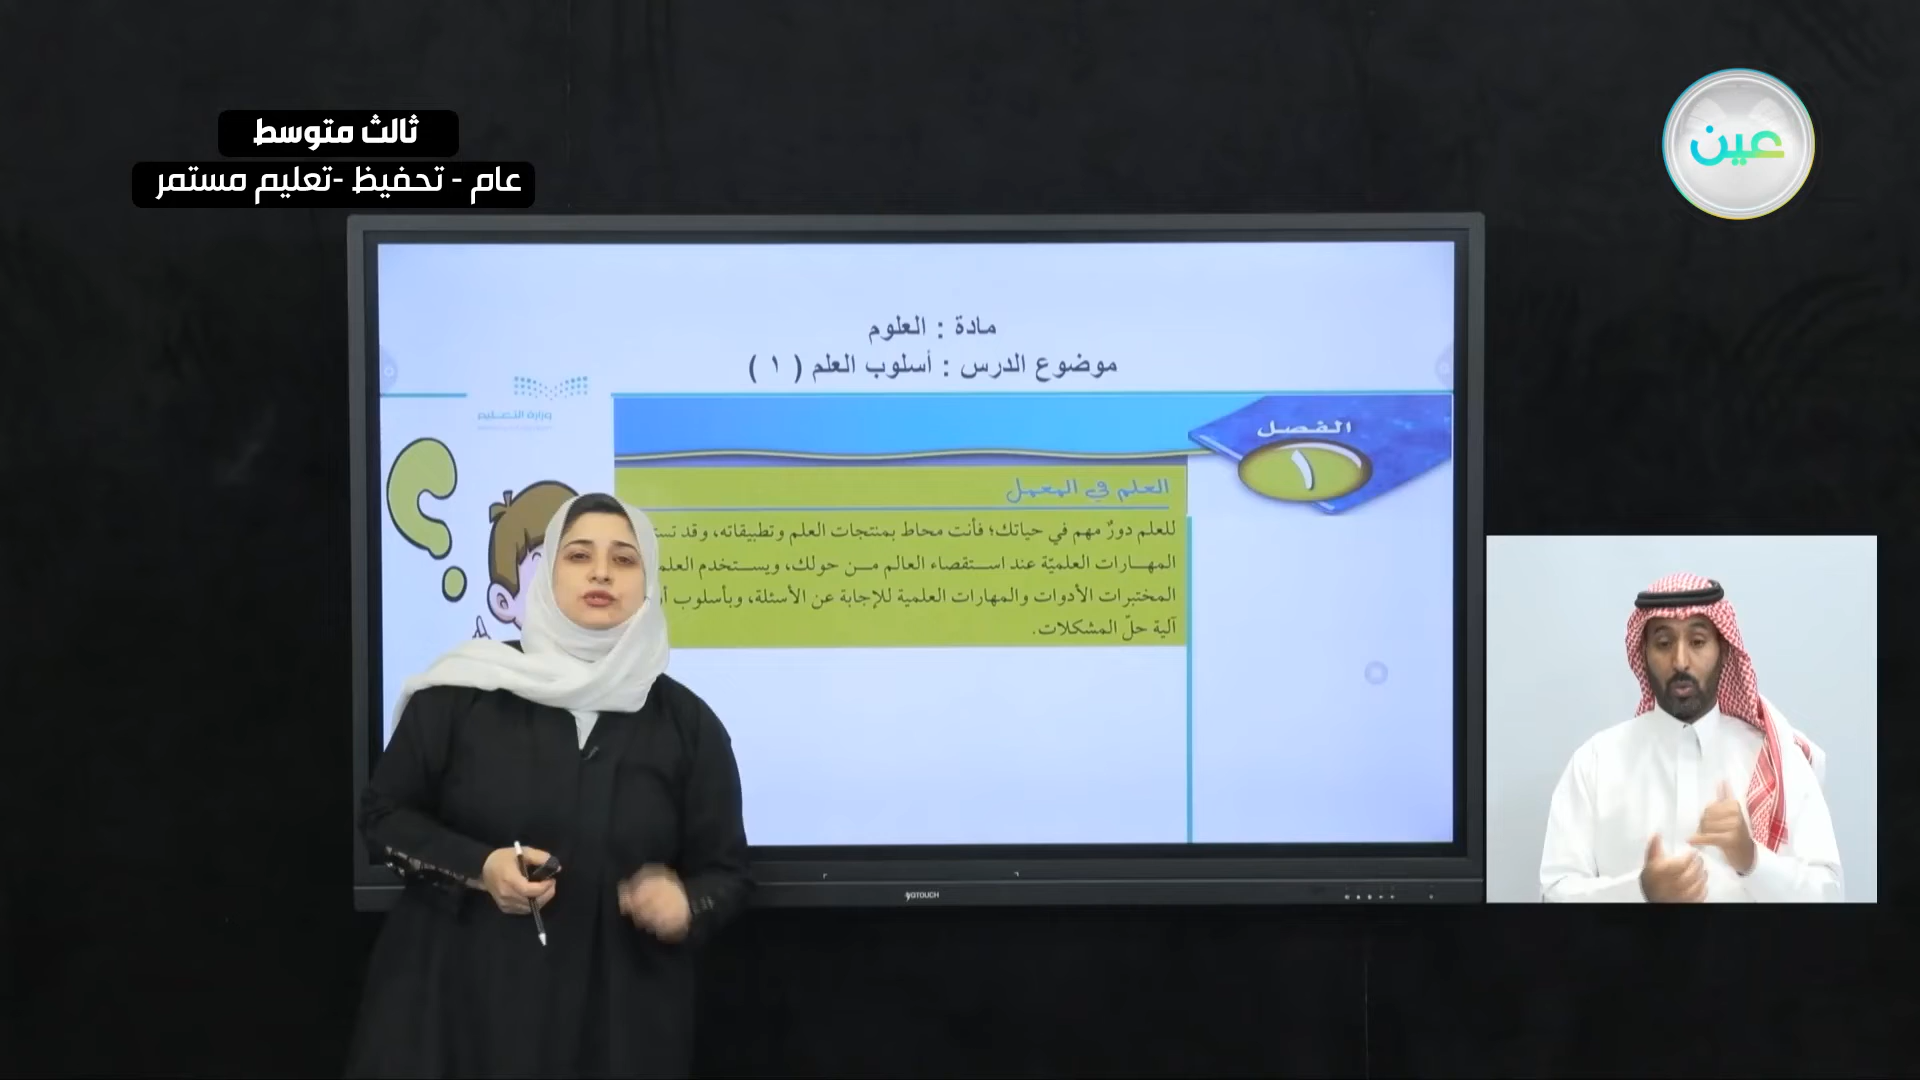 ثالث متوسط
عام - تحفيظ -تعليم مستمر
عين
مادة : العلوم
موضوع الدرس : أسلوب العلم ( ١ )
وزارة التعليم
الفصل
١
العلم في المعمل
للعلم دورٌ مهم في حياتك؛ فأنت محاط بمنتجات العلم وتطبيقاته، وقد
المهارات العلميّة عند استقصاء العالم من حولك، ويستخدم
المختبرات الأدوات والمهارات العلمية للإجابة عن الأسئلة، وبأسلوب
آلية حلّ المشكلات.
QTOUCH